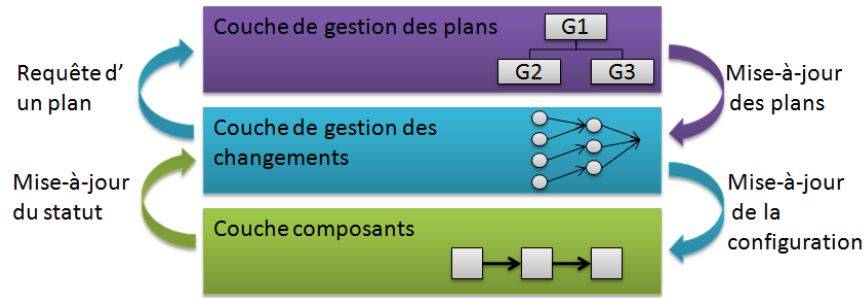 Couche de gestion des plans
G1
G2
G3
Requête d'
un plan
Mise-à-jour
des plans
Couche de gestion des
changements
Mise-à-jour
du statut
Mise-à-jour
de la
configuration
Couche composants